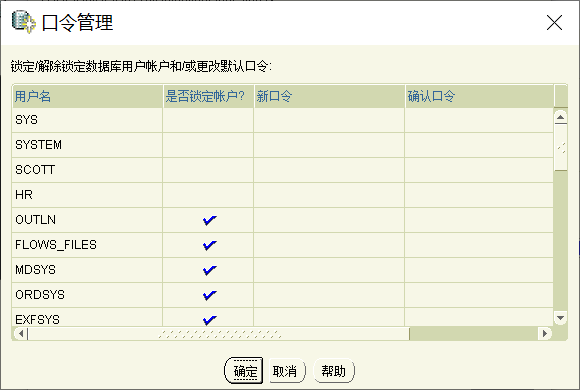 口令管理
锁定/解除锁定数据库用户帐户和/或更改默认口令:
用户名 是否锁定帐户? 新口令 确认口令
SYS
SYSTEM
SCOTT
HR
OUTLN
FLOWS_FILES
MDSYS
ORDSYS
EXFSYS
确定 取消 帮助